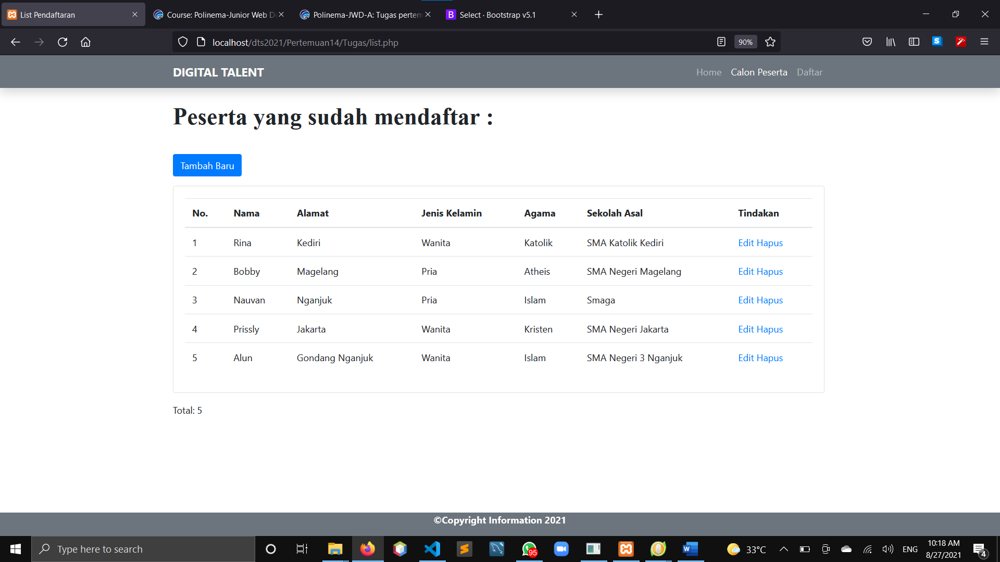 List Pendaftaran
Course: Polinema-Junior Web De
Polinema-JWD-A: Tugas pertem
B Select · Bootstrap v5.1
localhost/dts2021/Pertemuan14/Tugas/list.php
90%
S
DIGITAL TALENT
Home Calon Peserta Daftar
Peserta yang sudah mendaftar :
Tambah Baru
No. Nama Alamat Jenis Kelamin Agama Sekolah Asal Tindakan
1 Rina Kediri Wanita Katolik SMA Katolik Kediri Edit Hapus
2 Bobby Magelang Pria Atheis SMA Negeri Magelang Edit Hapus
3 Nauvan Nganjuk Pria Islam Smaga Edit Hapus
4 Prissly Jakarta Wanita Kristen SMA Negeri Jakarta Edit Hapus
5 Alun Gondang Nganjuk Wanita Islam SMA Negeri 3 Nganjuk Edit Hapus
Total: 5
©Copyright Information 2021
Type here to search
95
W
33°C
ENG
10:18 AM
8/27/2021
4